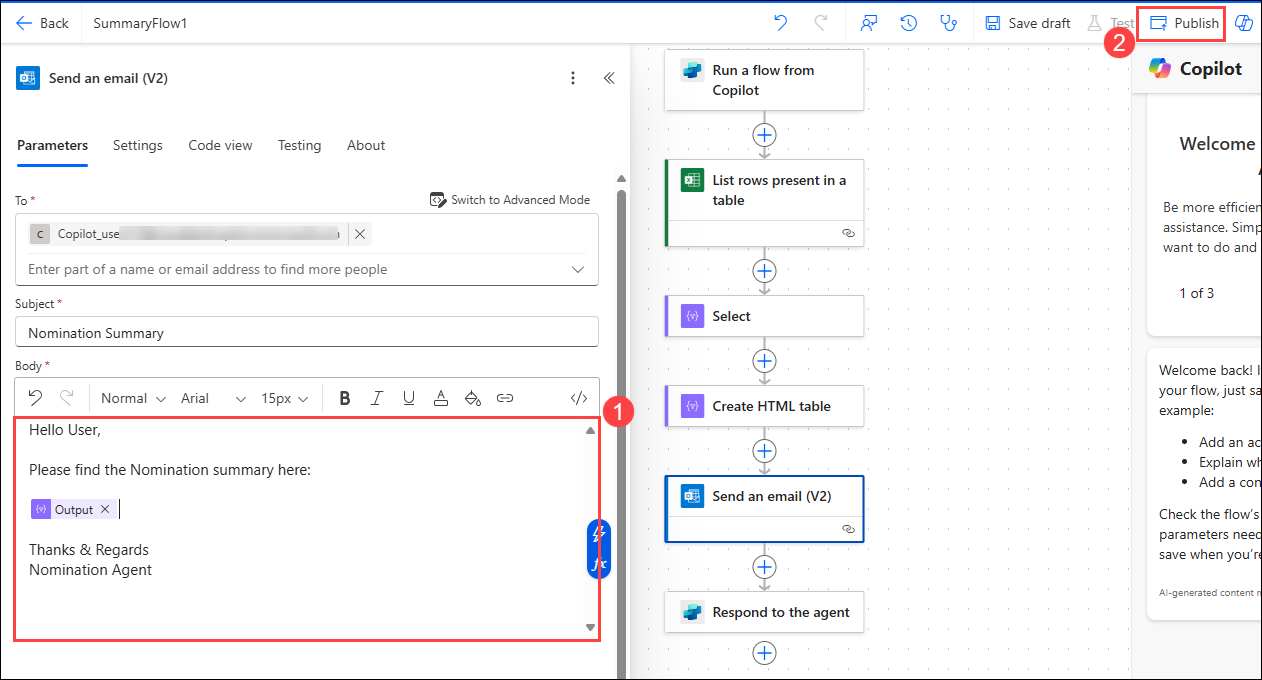 Back
SummaryFlow1
Save draft
Test
Publish
2
Send an email (V2)
Parameters
Settings
Code view
Testing
About
To *
Switch to Advanced Mode
C
Copilot_use
Enter part of a name or email address to find more people
Subject *
Nomination Summary
Body *
Normal
Arial
15px
B
I
U
A
</>
1
Hello User,
Please find the Nomination summary here:
Output
Thanks & Regards
Nomination Agent
fx
Run a flow from
Copilot
List rows present in a
table
Select
Create HTML table
Send an email (V2)
Respond to the agent
Copilot
Welcome
Be more efficien
assistance. Simp
want to do and
1 of 3
Welcome back! I
your flow, just sa
example:
Add an ac
Explain wh
Add a con
Check the flow's
parameters need
save when you're
AI-generated content m